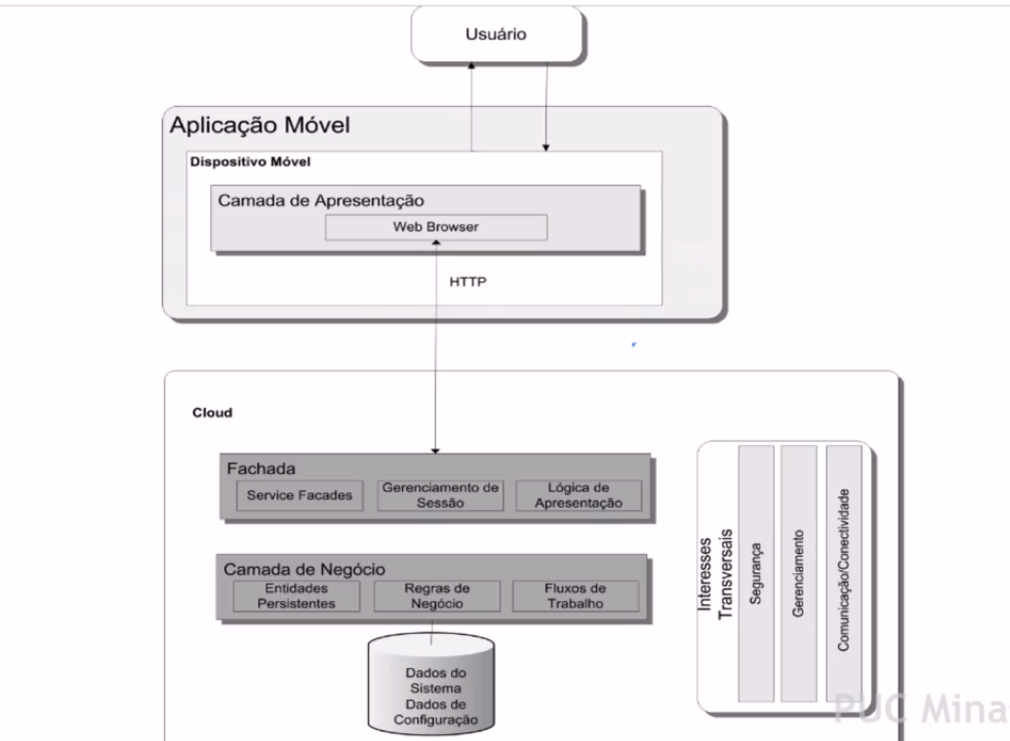 Usuário
Aplicação Móvel
Dispositivo Móvel
Camada de Apresentação
Web Browser
HTTP
Cloud
Fachada
Service Facades
Gerenciamento de
Sessão
Lógica de
Apresentação
Camada de Negócio
Entidades
Persistentes
Regras de
Negócio
Fluxos de
Trabalho
Dados do
Sistema
Dados de
Configuração
Interesses
Transversais
Segurança
Gerenciamento
Comunicação/Conectividade
PUC Mina